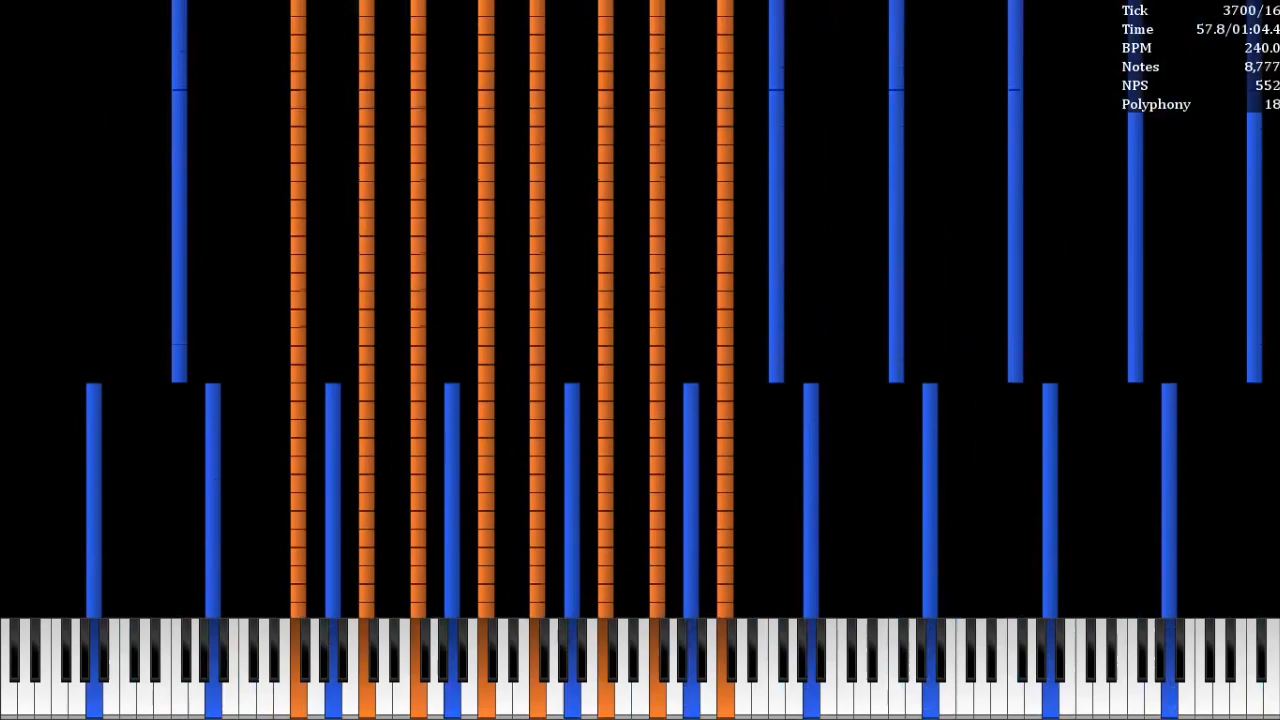 Tick 3700/16
Time 57.8/01:04.4
BPM 240.0
Notes 8,777
NPS 552
Polyphony 18